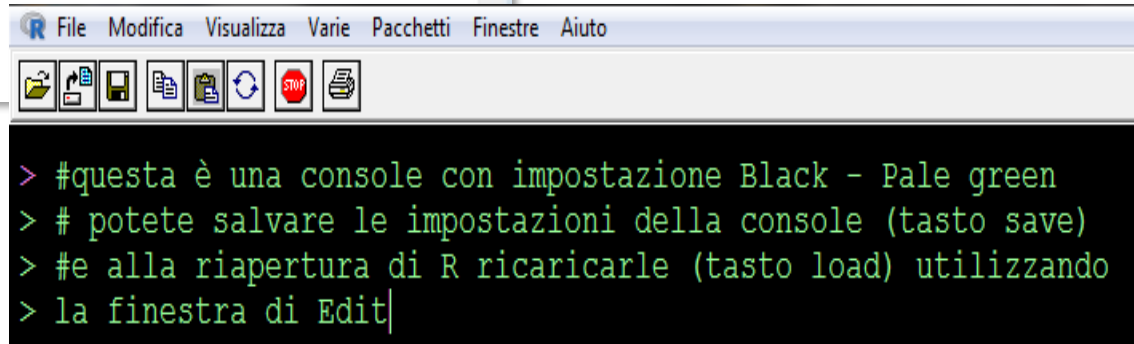 R File Modifica Visualizza Varie Pacchetti Finestre Aiuto
STOP
> #questa è una console con impostazione Black - Pale green
> # potete salvare le impostazioni della console (tasto save)
> #e alla riapertura di R ricaricarle (tasto load) utilizzando
> la finestra di Edit